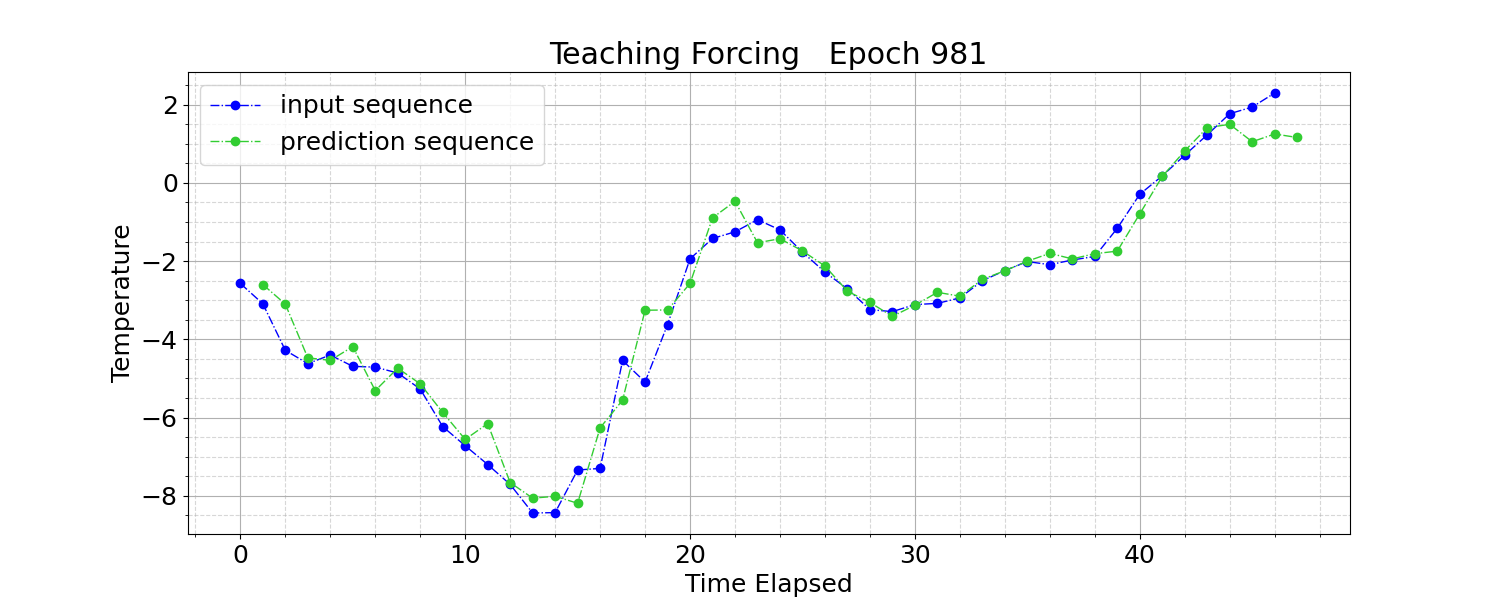 Teaching Forcing   Epoch 981
input sequence
prediction sequence
2
0
−2
−4
−6
−8
Temperature
0 10 20 30 40
Time Elapsed